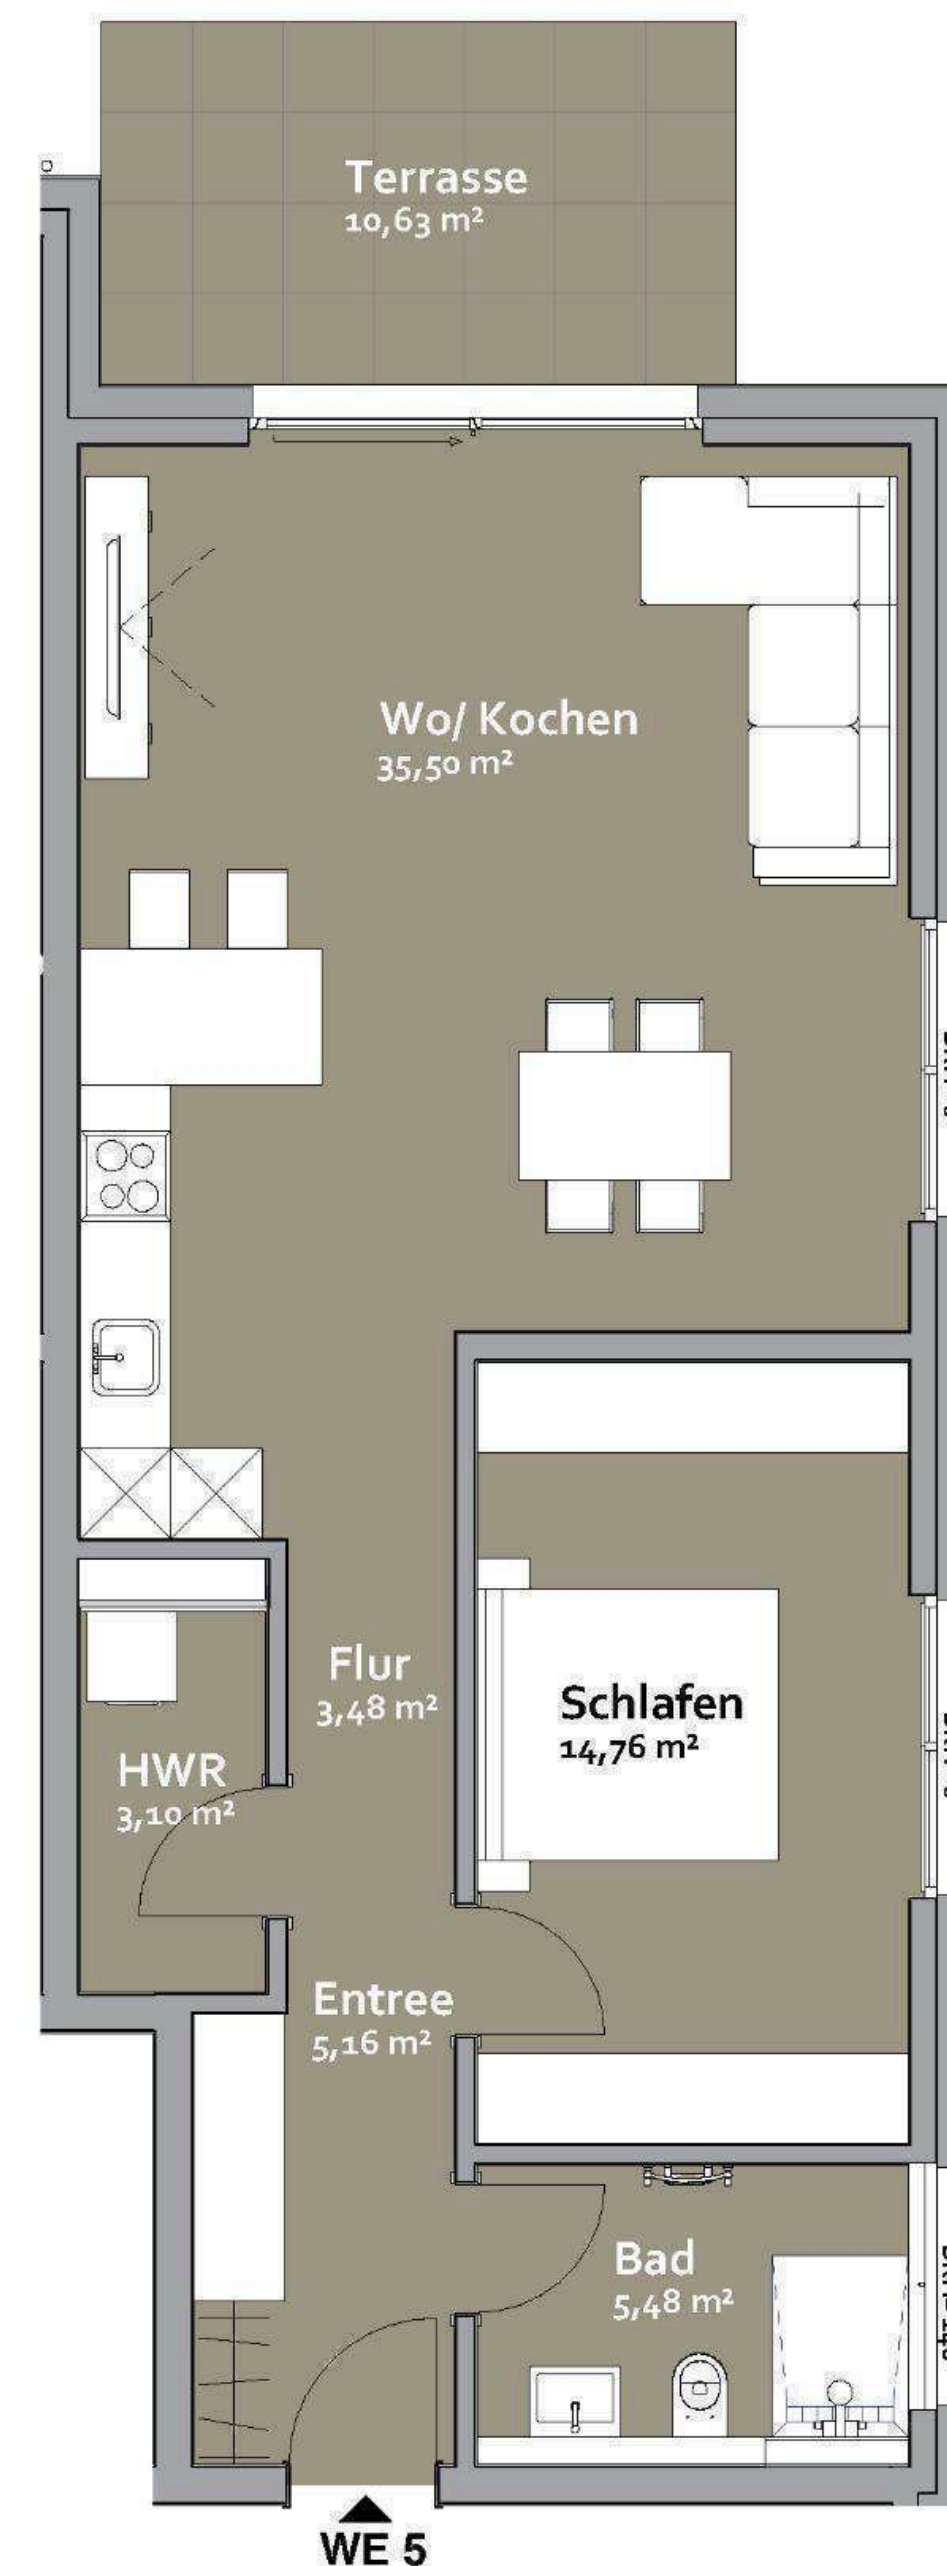 Terrasse
10,63 m²
Wo/ Kochen
35,50 m²
Flur
3,48 m²
Schlafen
14,76 m²
HWR
3,10 m²
Entree
5,16 m²
Bad
5,48 m²
WE 5